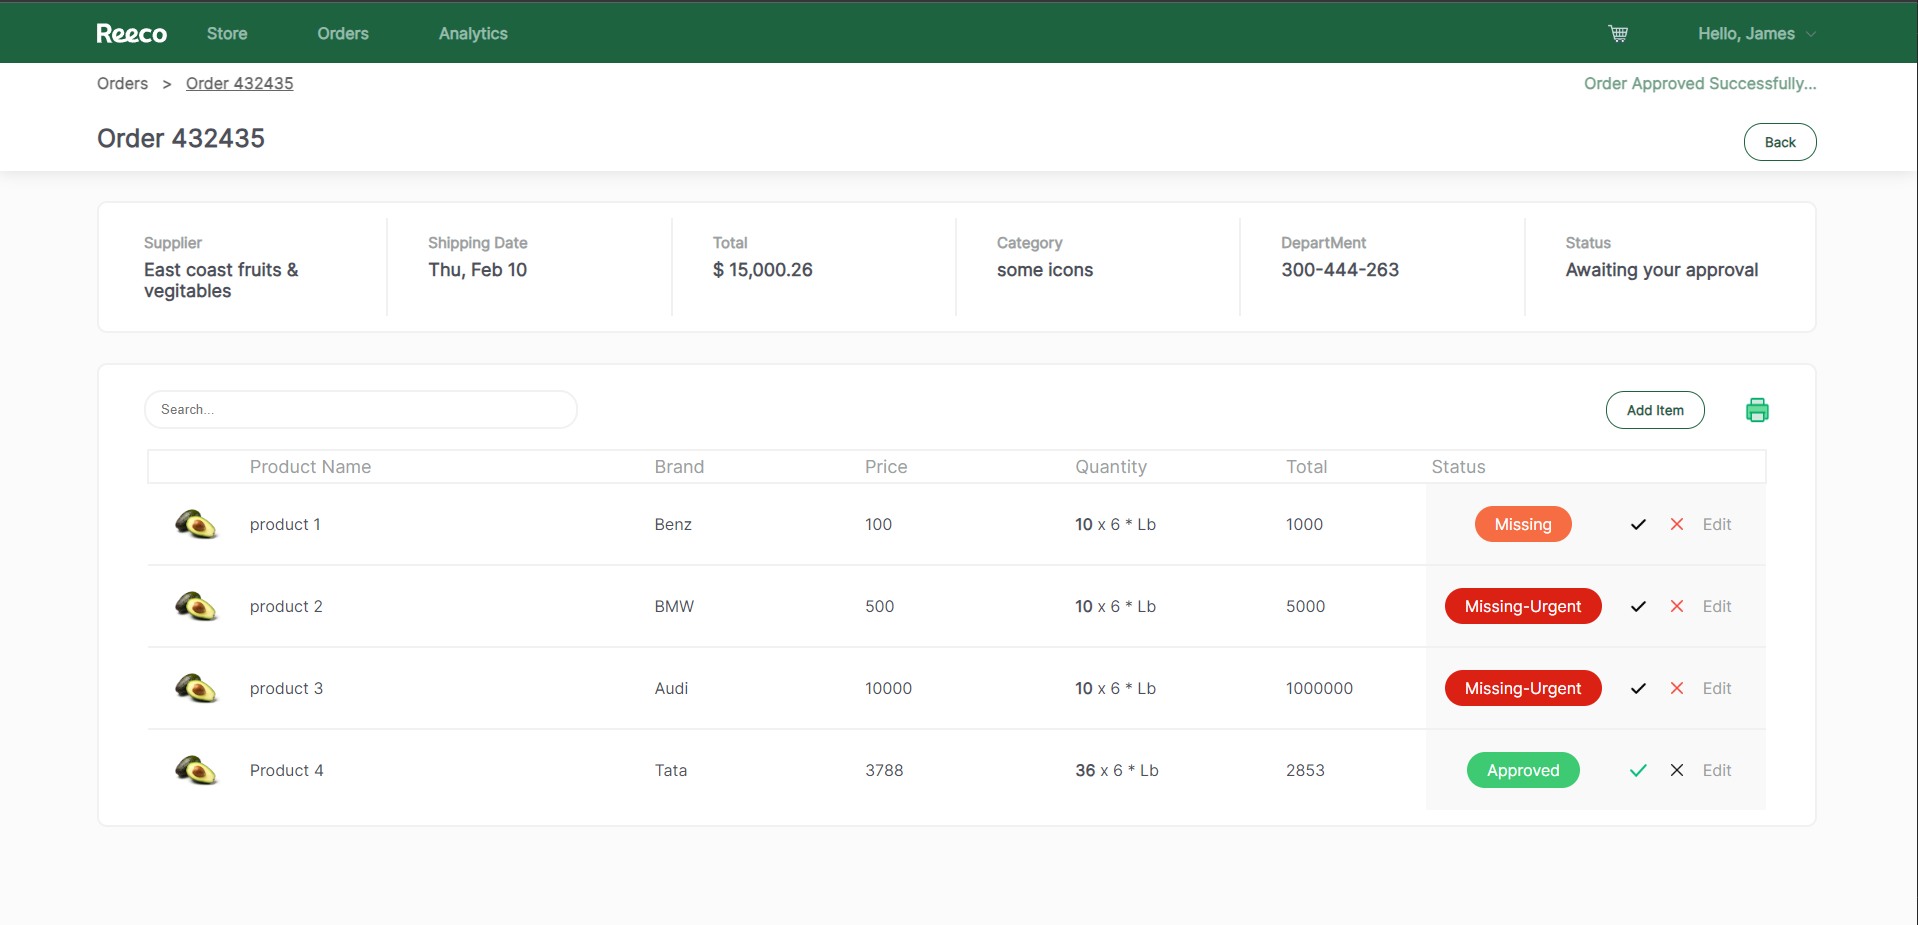 Reeco Store Orders Analytics Hello, James
Orders > Order 432435 Order Approved Successfully...
Order 432435 Back
Supplier Shipping Date Total Category DepartMent Status
East coast fruits & Thu, Feb 10 $ 15,000.26 some icons 300-444-263 Awaiting your approval
vegitables
Search... Add Item
Product Name Brand Price Quantity Total Status
product 1 Benz 100 10 x 6 * Lb 1000 Missing Edit
product 2 BMW 500 10 x 6 * Lb 5000 Missing-Urgent Edit
product 3 Audi 10000 10 x 6 * Lb 1000000 Missing-Urgent Edit
Product 4 Tata 3788 36 x 6 * Lb 2853 Approved Edit